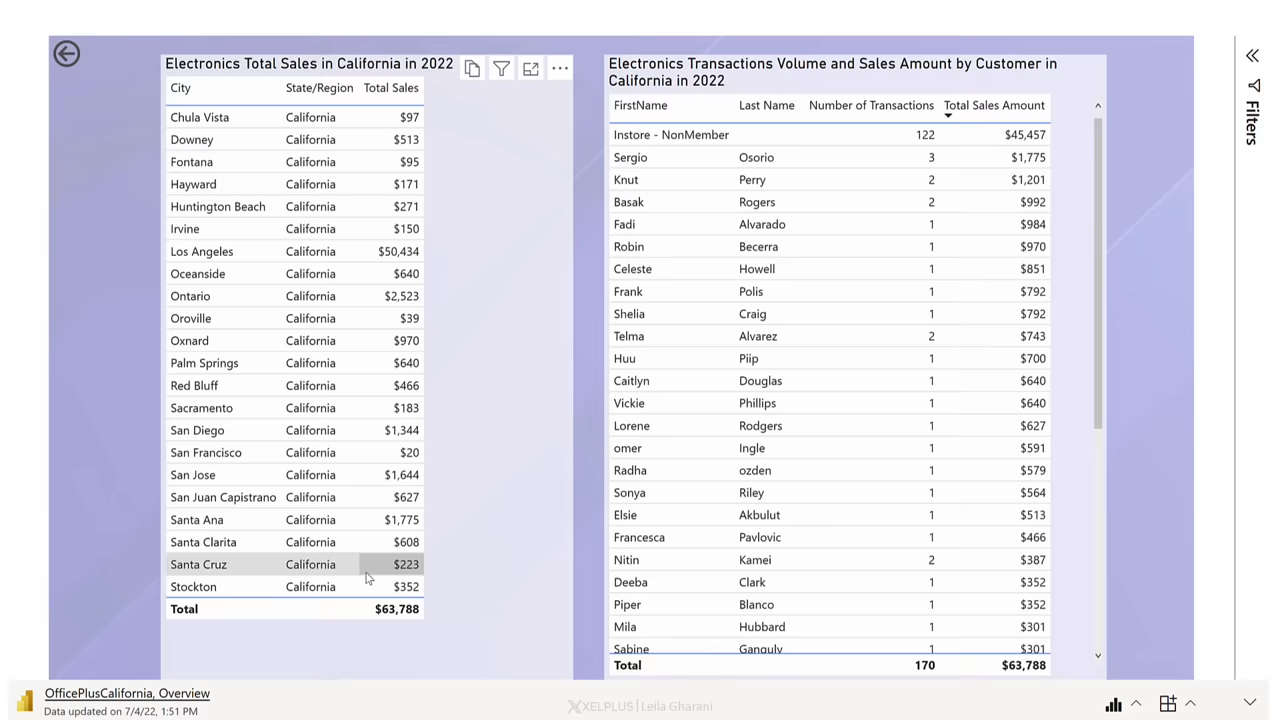 Electronics Total Sales in California in 2022
City State/Region Total Sales
Chula Vista California $97
Downey California $513
Fontana California $95
Hayward California $171
Huntington Beach California $271
Irvine California $150
Los Angeles California $50,434
Oceanside California $640
Ontario California $2,523
Oroville California $39
Oxnard California $970
Palm Springs California $640
Red Bluff California $466
Sacramento California $183
San Diego California $1,344
San Francisco California $20
San Jose California $1,644
San Juan Capistrano California $627
Santa Ana California $1,775
Santa Clarita California $608
Santa Cruz California $223
Stockton California $352
Total $63,788
Electronics Transactions Volume and Sales Amount by Customer in
California in 2022
FirstName Last Name Number of Transactions Total Sales Amount
Instore - NonMember 122 $45,457
Sergio Osorio 3 $1,775
Knut Perry 2 $1,201
Basak Rogers 2 $992
Fadi Alvarado 1 $984
Robin Becerra 1 $970
Celeste Howell 1 $851
Frank Polis 1 $792
Shelia Craig 1 $792
Telma Alvarez 2 $743
Huu Piip 1 $700
Caitlyn Douglas 1 $640
Vickie Phillips 1 $640
Lorene Rodgers 1 $627
omer Ingle 1 $591
Radha ozden 1 $579
Sonya Riley 1 $564
Elsie Akbulut 1 $513
Francesca Pavlovic 1 $466
Nitin Kamei 2 $387
Deeba Clark 1 $352
Piper Blanco 1 $352
Mila Hubbard 1 $301
Sabine Ganguly 1 $301
Total 170 $63,788
Filters
OfficePlusCalifornia, Overview
Data updated on 7/4/22, 1:51 PM
XELPLUS | Leila Gharani